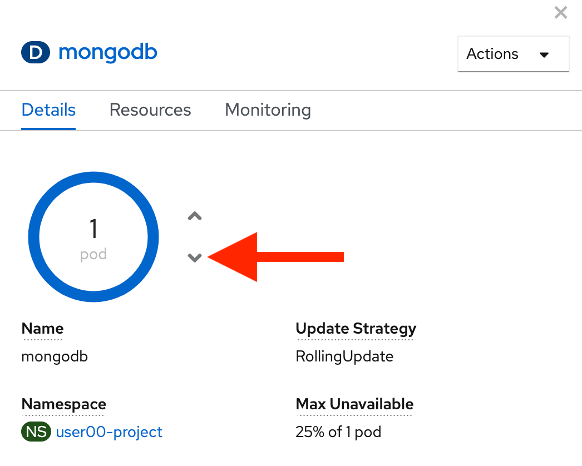 D mongodb
Actions
Details Resources Monitoring
1
pod
Name Update Strategy
mongodb RollingUpdate
Namespace Max Unavailable
NS user00-project 25% of 1 pod